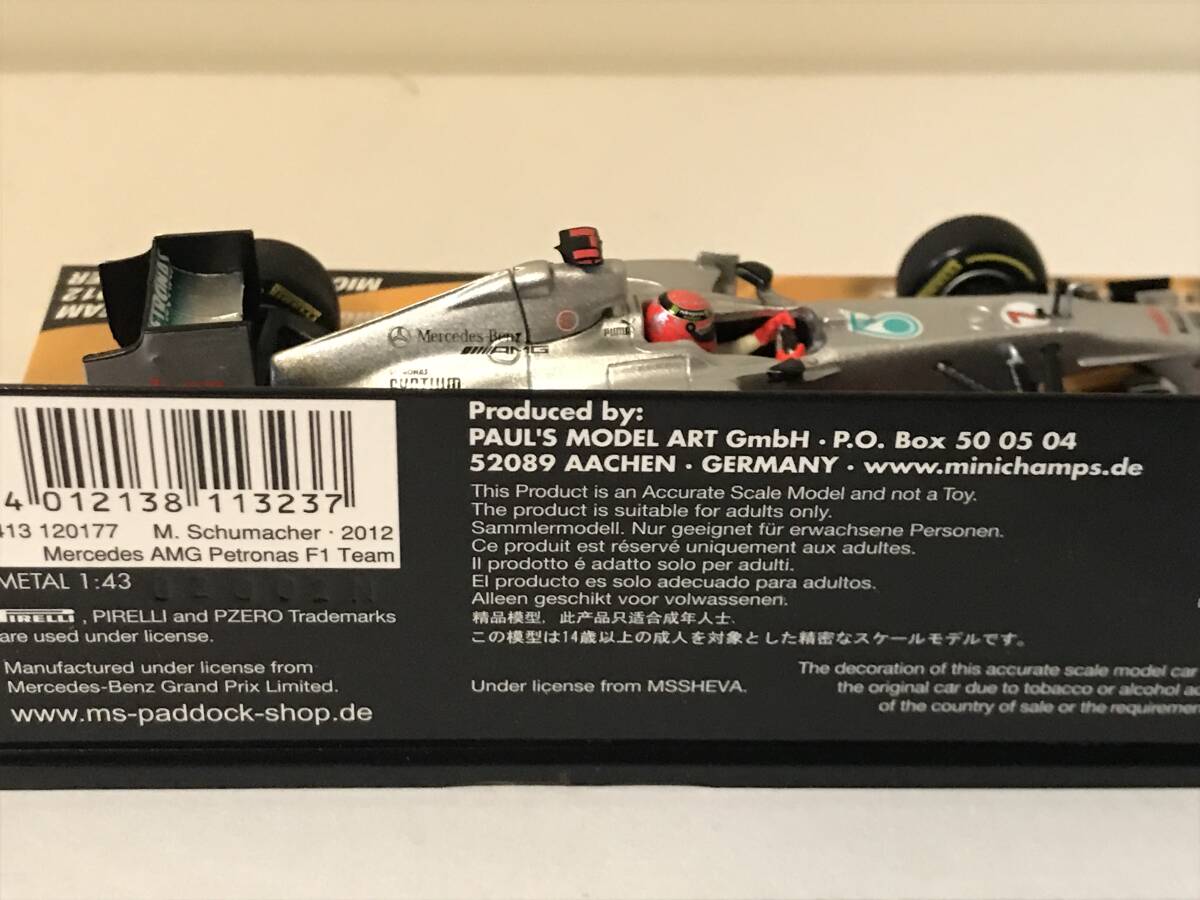 PETRONAS
Mercedes-Benz
AMG
PUMA
7
Produced by:
PAUL'S MODEL ART GmbH · P.O. Box 50 05 04
52089 AACHEN · GERMANY · www.minichamps.de
This Product is an Accurate Scale Model and not a Toy.
The product is suitable for adults only.
Sammlermodell. Nur geeignet für erwachsene Personen.
Ce produit est réservé uniquement aux adultes.
Il prodotto é adatto solo per adulti.
El producto es solo adecuado para adultos.
Alleen geschikt voor volwassenen.
精品模型，此产品只适合成年人士、
この模型は14歳以上の成人を対象とした精密なスケールモデルです。
Under license from MSSHEVA.
4 012138 113237
413 120177 M. Schumacher · 2012
Mercedes AMG Petronas F1 Team
METAL 1:43
PIRELLI , PIRELLI and PZERO Trademarks
are used under license.
Manufactured under license from
Mercedes-Benz Grand Prix Limited.
www.ms-paddock-shop.de
The decoration of this accurate scale model car
the original car due to tobacco or alcohol
of the country of sale or the